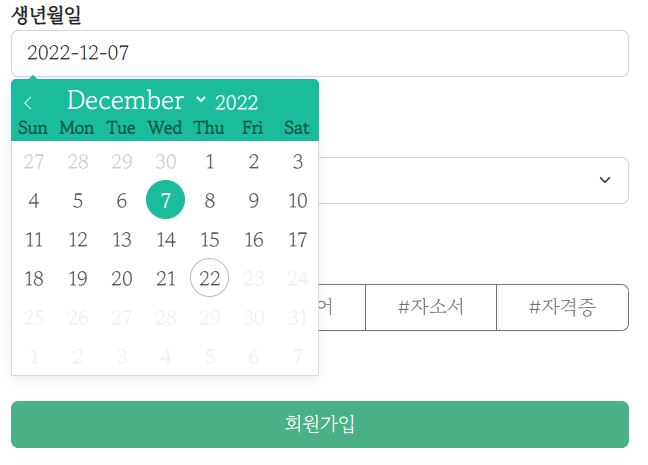 생년월일
2022-12-07
December 2022
Sun Mon Tue Wed Thu Fri Sat
27 28 29 30 1 2 3
4 5 6 7 8 9 10
11 12 13 14 15 16 17
18 19 20 21 22 23 24
25 26 27 28 29 30 31
1 2 3 4 5 6 7
어 #자소서 #자격증
회원가입